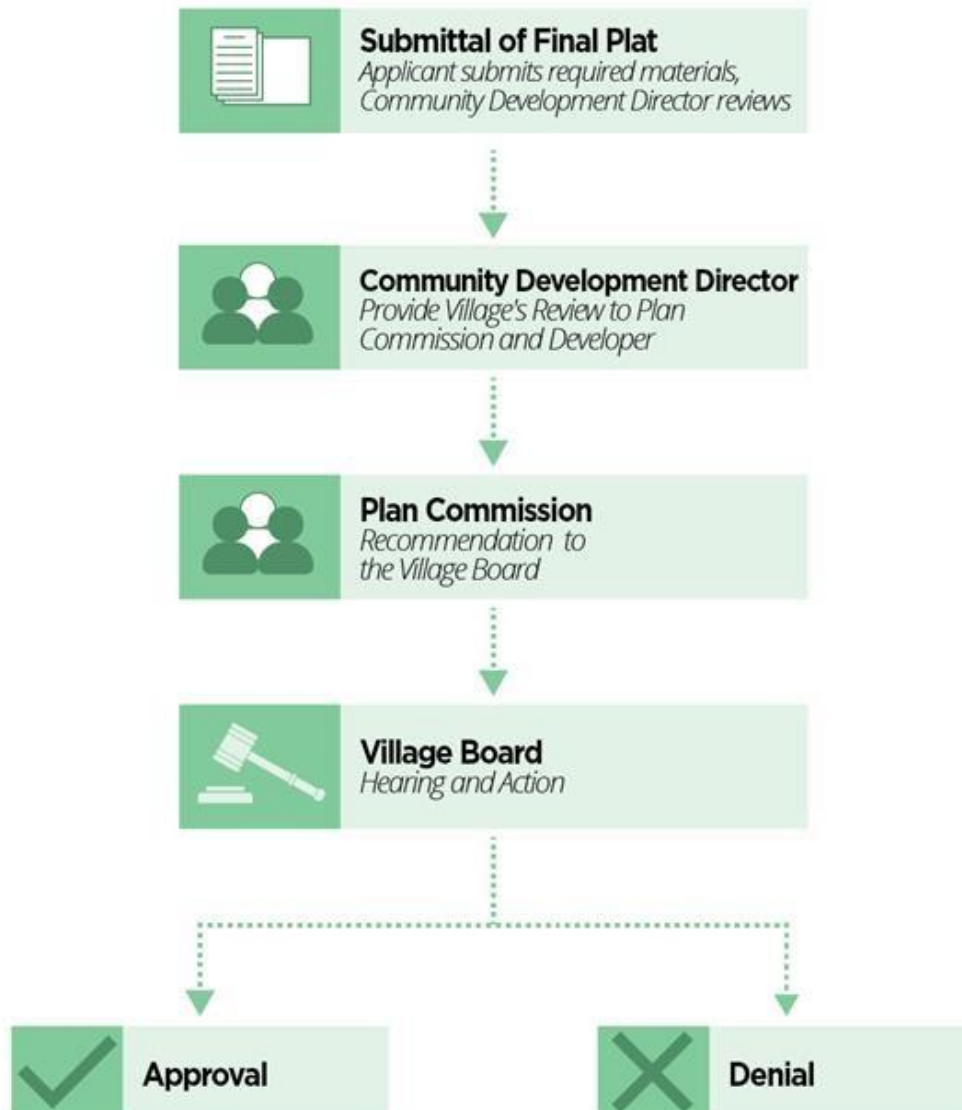 Submittal of Final Plat
Applicant submits required materials,
Community Development Director reviews
Community Development Director
Provide Village's Review to Plan
Commission and Developer
Plan Commission
Recommendation to
the Village Board
Village Board
Hearing and Action
Approval
Denial